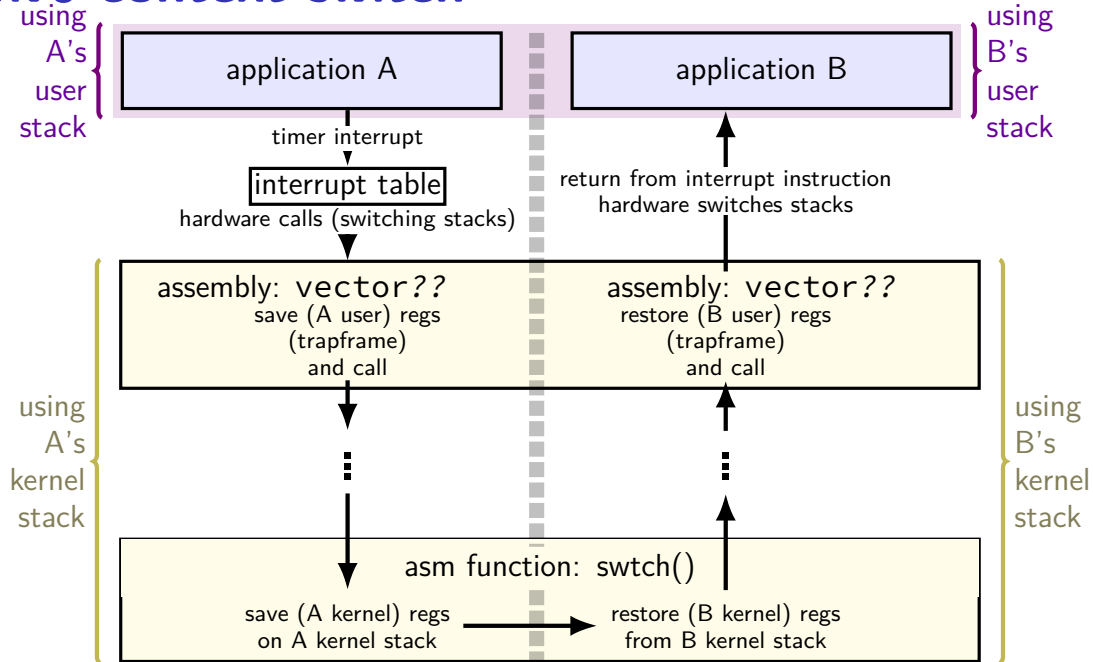 context switch
using
A's
user
stack
application A
application B
using
B's
user
stack
timer interrupt
interrupt table
hardware calls (switching stacks)
return from interrupt instruction
hardware switches stacks
assembly: vector??
save (A user) regs
(trapframe)
and call
assembly: vector??
restore (B user) regs
(trapframe)
and call
using
A's
kernel
stack
using
B's
kernel
stack
asm function: swtch()
save (A kernel) regs
on A kernel stack
restore (B kernel) regs
from B kernel stack